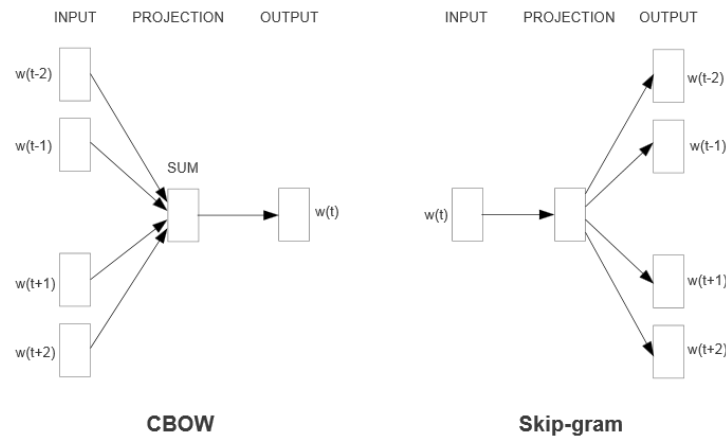 INPUT PROJECTION OUTPUT
w(t-2)
w(t-1)
SUM
w(t)
w(t+1)
w(t+2)
CBOW
INPUT PROJECTION OUTPUT
w(t-2)
w(t-1)
w(t)
w(t+1)
w(t+2)
Skip-gram